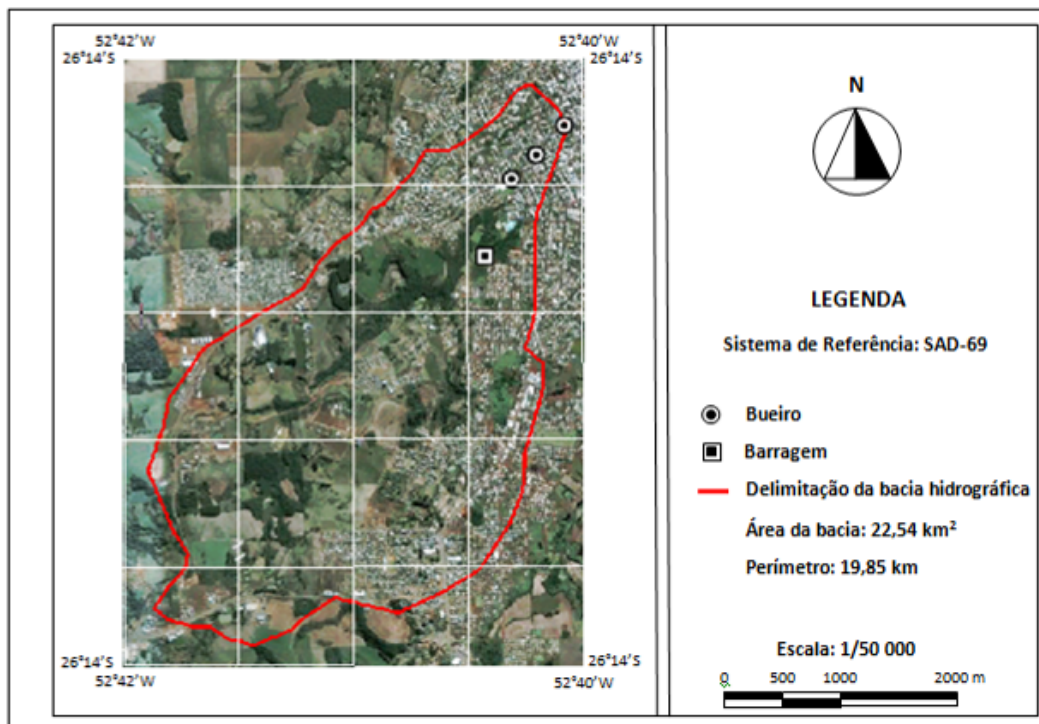 52°42’W
52°40’W
26°14’S
26°14’S
26°14’S
26°14’S
52°42’W
52°40’W
N
LEGENDA
Sistema de Referência: SAD-69
Bueiro
Barragem
Delimitação da bacia hidrográfica
Área da bacia: 22,54 km²
Perímetro: 19,85 km
Escala: 1/50 000
0 500 1000 2000 m